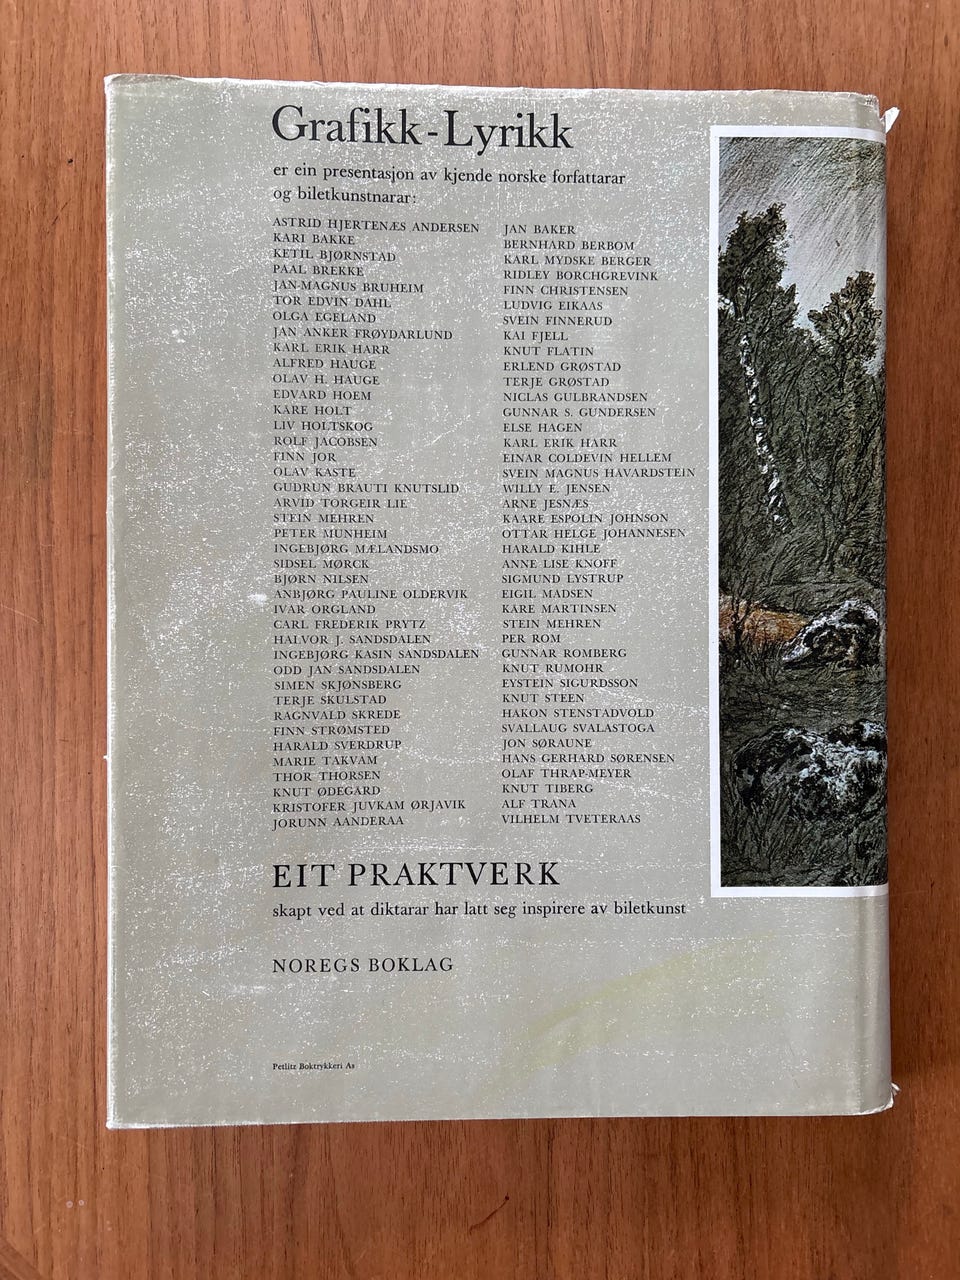 Grafikk-Lyrikk
er ein presentasjon av kjende norske forfattarar
og biletkunstnarar:
ASTRID HJERTENÆS ANDERSEN
KARI BAKKE
KETIL BJØRNSTAD
PAAL BREKKE
JAN-MAGNUS BRUHEIM
TOR EDVIN DAHL
OLGA EGELAND
JAN ANKER FRØYDARLUND
KARL ERIK HARR
ALFRED HAUGE
OLAV H. HAUGE
EDVARD HOEM
KARE HOLT
LIV HOLTSKOG
ROLF JACOBSEN
FINN JOR
OLAV KASTE
GUDRUN BRAUTI KNUTSLID
ARVID TORGEIR LIE
STEIN MEHREN
PETER MUNHEIM
INGEBJØRG MÆLANDSMO
SIDSEL MØRCK
BJØRN NILSEN
ANBJØRG PAULINE OLDERVIK
IVAR ORGLAND
CARL FREDERIK PRYTZ
HALVOR J. SANDSDALEN
INGEBJØRG KASIN SANDSDALEN
ODD JAN SANDSDALEN
SIMEN SKJØNSBERG
TERJE SKULSTAD
RAGNVALD SKREDE
FINN STRØMSTED
HARALD SVERDRUP
MARIE TAKVAM
THOR THORSEN
KNUT ØDEGARD
KRISTOFER JUVKAM ØRJAVIK
JORUNN AANDERAA
JAN BAKER
BERNHARD BERBOM
KARL MYDSKE BERGER
RIDLEY BORCHGREVINK
FINN CHRISTENSEN
LUDVIG EIKAAS
SVEIN FINNERUD
KAI FJELL
KNUT FLATIN
ERLEND GRØSTAD
TERJE GRØSTAD
NICLAS GULBRANDSEN
GUNNAR S. GUNDERSEN
ELSE HAGEN
KARL ERIK HARR
EINAR COLDEVIN HELLEM
SVEIN MAGNUS HAVARDSTEIN
WILLY E. JENSEN
ARNE JESNÆS
KAARE ESPOLIN JOHNSON
OTTAR HELGE JOHANNESEN
HARALD KIHLE
ANNE LISE KNOFF
SIGMUND LYSTRUP
EIGIL MADSEN
KARE MARTINSEN
STEIN MEHREN
PER ROM
GUNNAR ROMBERG
KNUT RUMOHR
EYSTEIN SIGURDSSON
KNUT STEEN
HAKON STENSTADVOLD
SVALLAUG SVALASTOGA
JON SØRAUNE
HANS GERHARD SØRENSEN
OLAF THRAP-MEYER
KNUT TIBERG
ALF TRANA
VILHELM TVETERAAS
EIT PRAKTVERK
skapt ved at diktarar har latt seg inspirere av biletkunst
NOREGS BOKLAG
Petlitz Boktrykkeri As